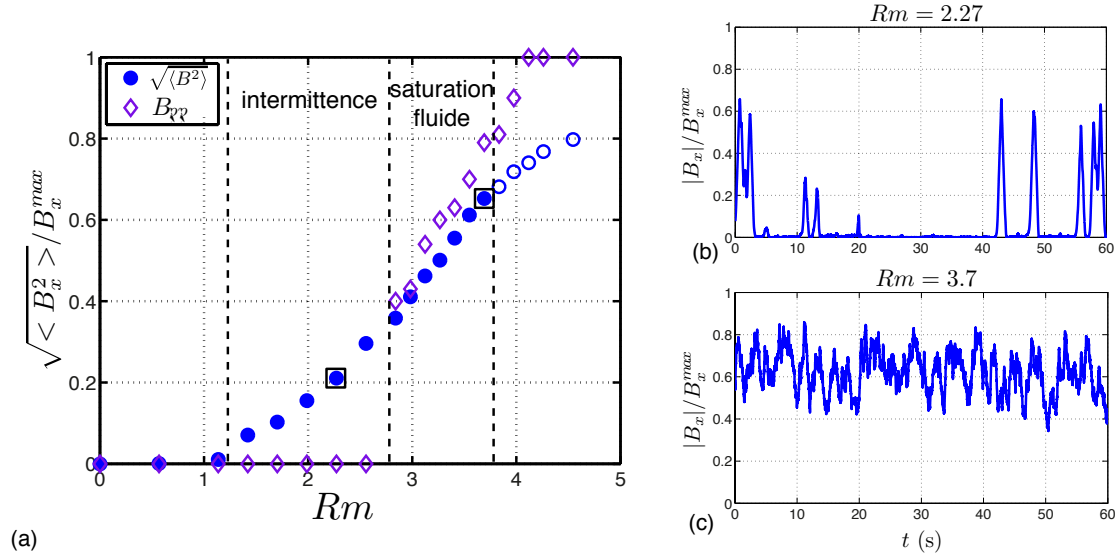 √⟨B²⟩
B_pp
intermittence
saturation
fluide
√< B_x^2 >/B_x^{max}
1
0.8
0.6
0.4
0.2
0
0 1 2 3 4 5
Rm
(a)
Rm = 2.27
|B_x|/B_x^{max}
1
0.8
0.6
0.4
0.2
0
0 10 20 30 40 50 60
(b)
Rm = 3.7
|B_x|/B_x^{max}
1
0.8
0.6
0.4
0.2
0
0 10 20 30 40 50 60
(c)
t (s)